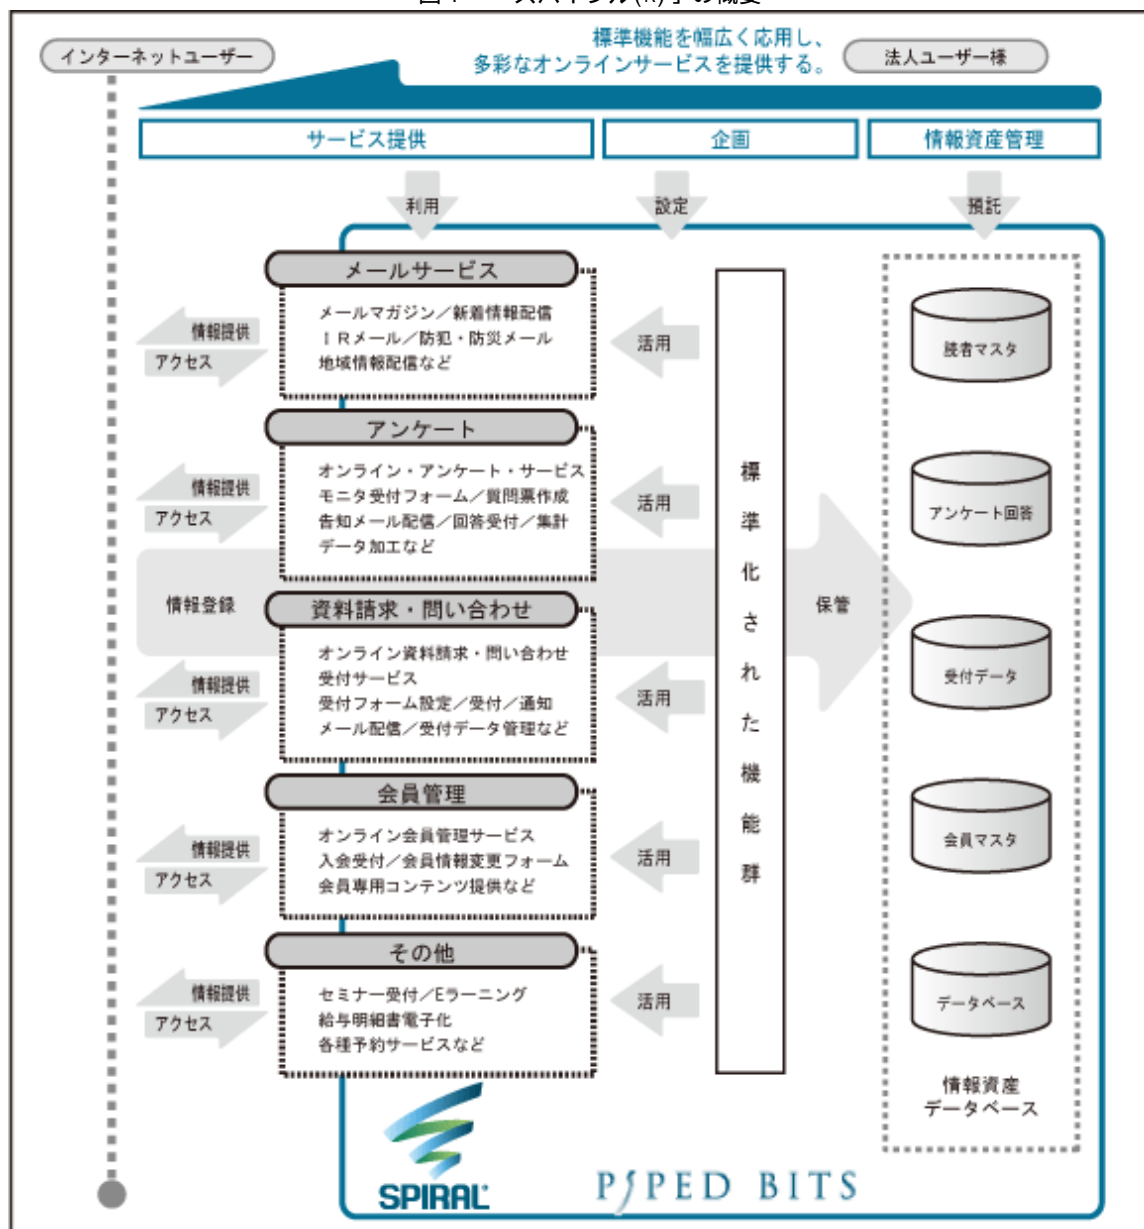 インターネットユーザー
標準機能を幅広く応用し、
多彩なオンラインサービスを提供する。
法人ユーザー様
サービス提供
企画
情報資産管理
利用
設定
預託
メールサービス
メールマガジン／新着情報配信
ＩＲメール／防犯・防災メール
地域情報配信など
情報提供
アクセス
活用
読者マスタ
アンケート
オンライン・アンケート・サービス
モニタ受付フォーム／質問票作成
告知メール配信／回答受付／集計
データ加工など
情報提供
アクセス
活用
アンケート回答
標準化された機能群
情報登録
保管
資料請求・問い合わせ
オンライン資料請求・問い合わせ
受付サービス
受付フォーム設定／受付／通知
メール配信／受付データ管理など
情報提供
アクセス
活用
受付データ
会員管理
オンライン会員管理サービス
入会受付／会員情報変更フォーム
会員専用コンテンツ提供など
情報提供
アクセス
活用
会員マスタ
その他
セミナー受付／Eラーニング
給与明細書電子化
各種予約サービスなど
情報提供
アクセス
活用
データベース
情報資産
データベース
SPIRAL®
PIPED BITS